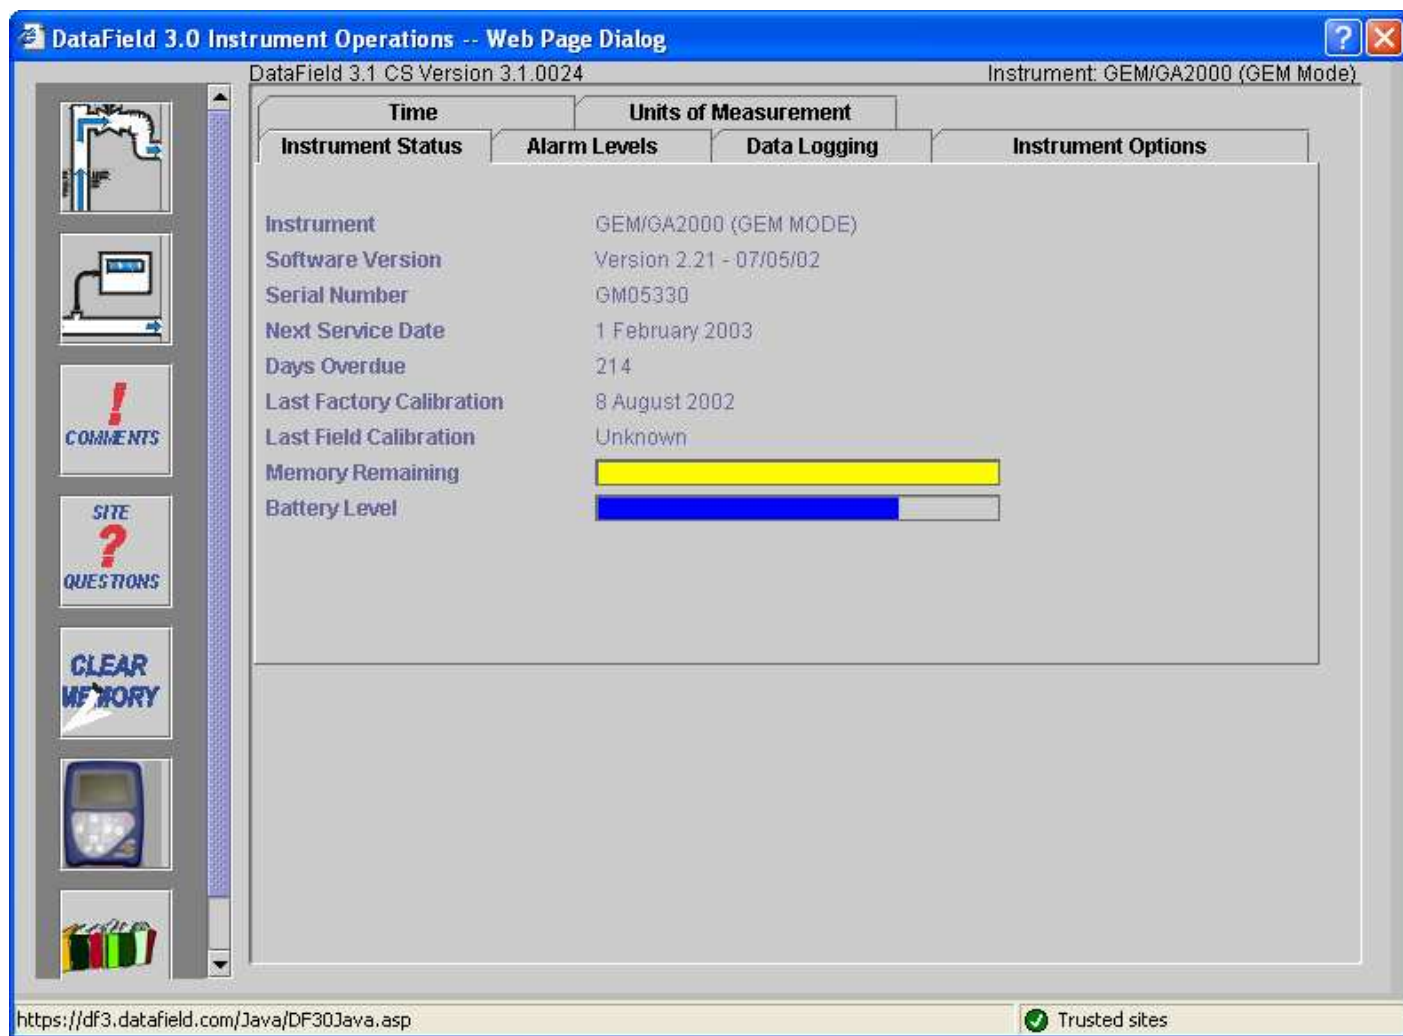 DataField 3.0 Instrument Operations -- Web Page Dialog
DataField 3.1 CS Version 3.1.0024 Instrument: GEM/GA2000 (GEM Mode)
Time Units of Measurement
Instrument Status Alarm Levels Data Logging Instrument Options
Instrument GEM/GA2000 (GEM MODE)
Software Version Version 2.21 - 07/05/02
Serial Number GM05330
Next Service Date 1 February 2003
Days Overdue 214
Last Factory Calibration 8 August 2002
Last Field Calibration Unknown
Memory Remaining
Battery Level
!
COMMENTS
SITE
?
QUESTIONS
CLEAR
MEMORY
https://df3.datafield.com/Java/DF30Java.asp Trusted sites